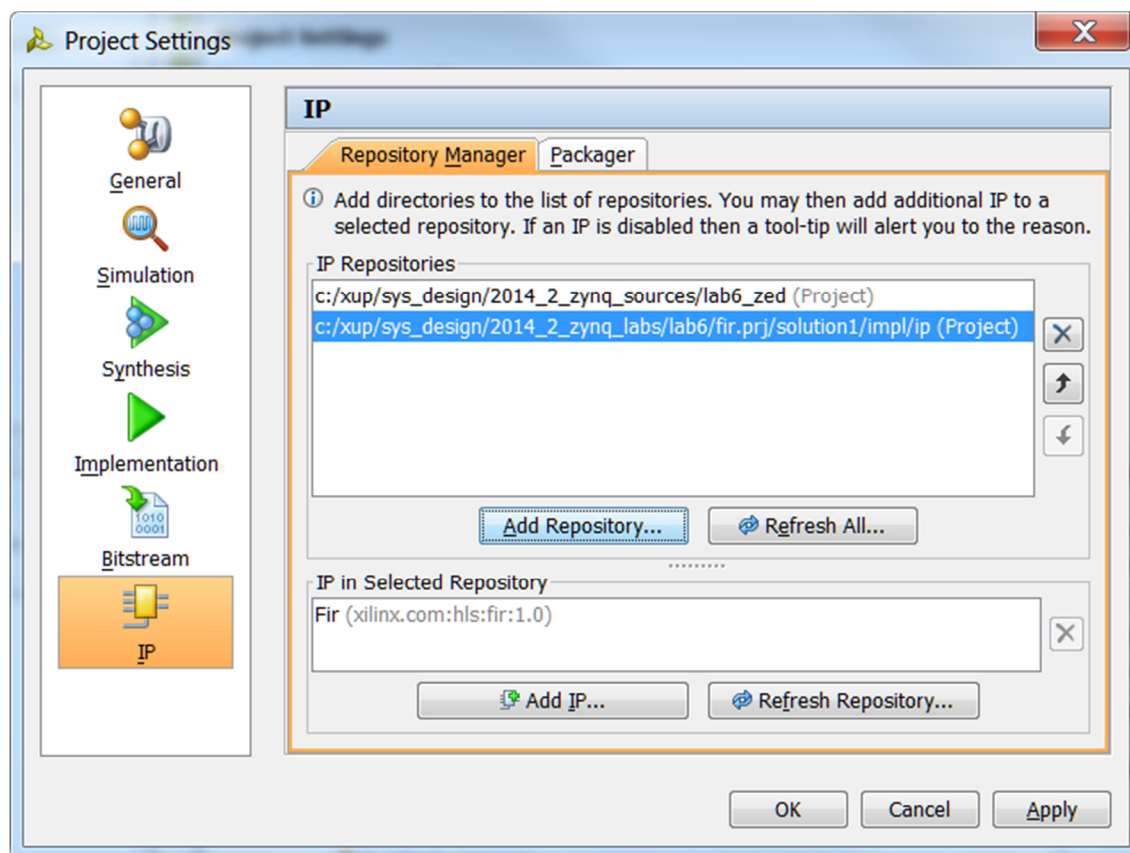 Project Settings
General
Simulation
Synthesis
Implementation
Bitstream
IP
IP
Repository Manager
Packager
Add directories to the list of repositories. You may then add additional IP to a
selected repository. If an IP is disabled then a tool-tip will alert you to the reason.
IP Repositories
c:/xup/sys_design/2014_2_zynq_sources/lab6_zed (Project)
c:/xup/sys_design/2014_2_zynq_labs/lab6/fir.prj/solution1/impl/ip (Project)
Add Repository...
Refresh All...
IP in Selected Repository
Fir (xilinx.com:hls:fir:1.0)
Add IP...
Refresh Repository...
OK
Cancel
Apply